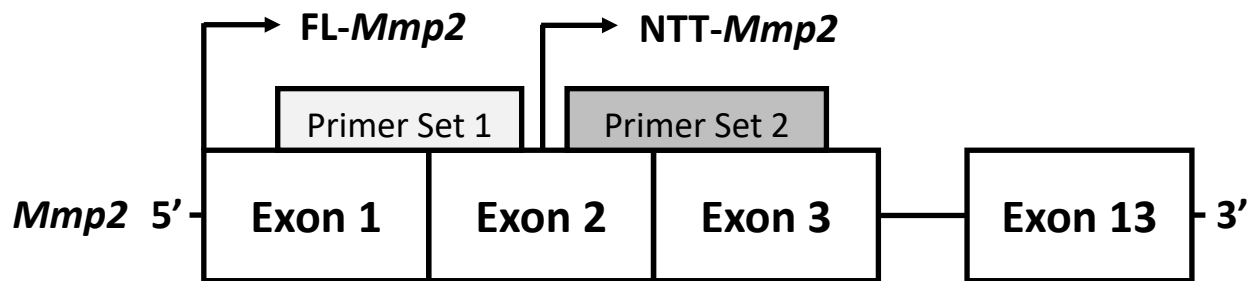 FL-Mmp2 NTT-Mmp2
Primer Set 1 Primer Set 2
Mmp2 5’ Exon 1 Exon 2 Exon 3 Exon 13 3’